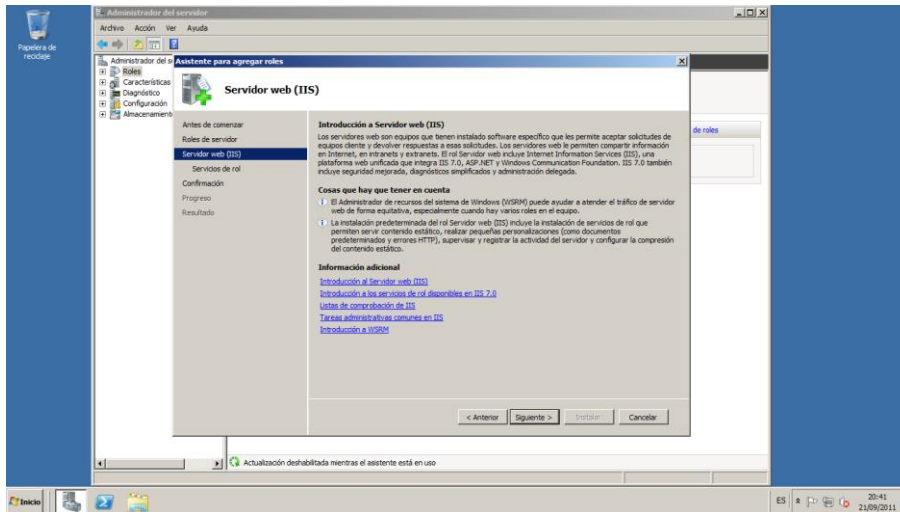 Papelera de
reciclaje
Administrador del servidor
Archivo Acción Ver Ayuda
Administrador del se
Roles
Características
Diagnóstico
Configuración
Almacenamiento
Asistente para agregar roles
Servidor web (IIS)
Antes de comenzar
Roles de servidor
Servidor web (IIS)
Servicios de rol
Confirmación
Progreso
Resultado
Introducción a Servidor web (IIS)
Los servidores web son equipos que tienen instalado software específico que les permite aceptar solicitudes de
equipos cliente y devolver respuestas a esas solicitudes. Los servidores web le permiten compartir información
en Internet, en intranets y extranets. El rol Servidor web incluye Internet Information Services (IIS), una
plataforma web unificada que integra IIS 7.0, ASP.NET y Windows Communication Foundation. IIS 7.0 también
incluye seguridad mejorada, diagnósticos simplificados y administración delegada.
Cosas que hay que tener en cuenta
El Administrador de recursos del sistema de Windows (WSRM) puede ayudar a atender el tráfico de servidor
web de forma equitativa, especialmente cuando hay varios roles en el equipo.
La instalación predeterminada del rol Servidor web (IIS) incluye la instalación de servicios de rol que
permiten servir contenido estático, realizar pequeñas personalizaciones (como documentos
predeterminados y errores HTTP), supervisar y registrar la actividad del servidor y configurar la compresión
del contenido estático.
Información adicional
Introducción al Servidor web (IIS)
Introducción a los servicios de rol disponibles en IIS 7.0
Listas de comprobación de IIS
Tareas administrativas comunes en IIS
Introducción a WSRM
de roles
< Anterior Siguiente > Instalar Cancelar
Actualización deshabilitada mientras el asistente está en uso
Inicio
ES
20:41
21/09/2011